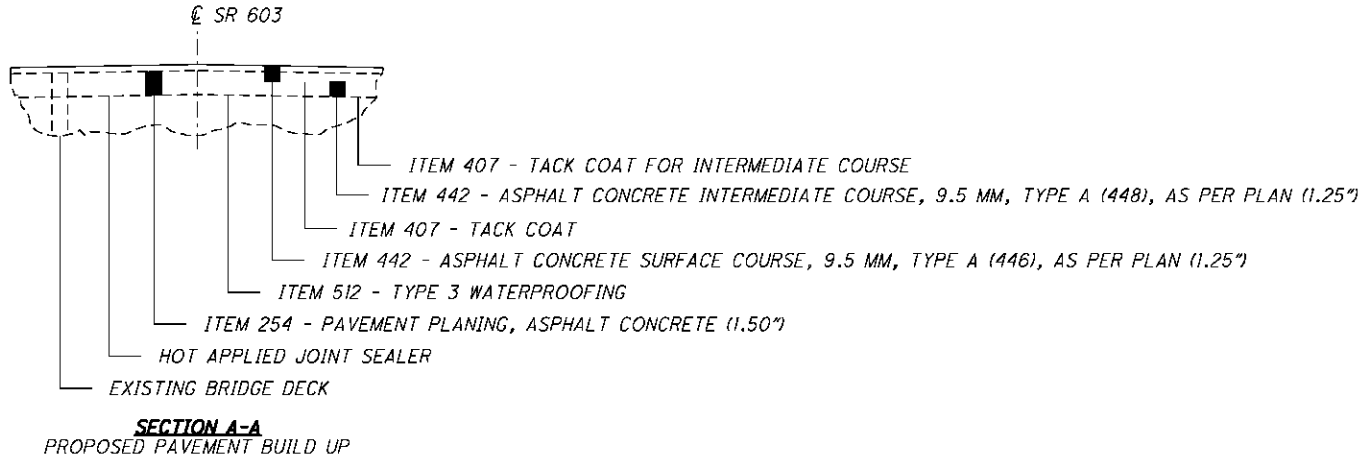 ℄ SR 603
ITEM 407 - TACK COAT FOR INTERMEDIATE COURSE
ITEM 442 - ASPHALT CONCRETE INTERMEDIATE COURSE, 9.5 MM, TYPE A (448), AS PER PLAN (1.25")
ITEM 407 - TACK COAT
ITEM 442 - ASPHALT CONCRETE SURFACE COURSE, 9.5 MM, TYPE A (446), AS PER PLAN (1.25")
ITEM 512 - TYPE 3 WATERPROOFING
ITEM 254 - PAVEMENT PLANING, ASPHALT CONCRETE (1.50")
HOT APPLIED JOINT SEALER
EXISTING BRIDGE DECK
SECTION A-A
PROPOSED PAVEMENT BUILD UP